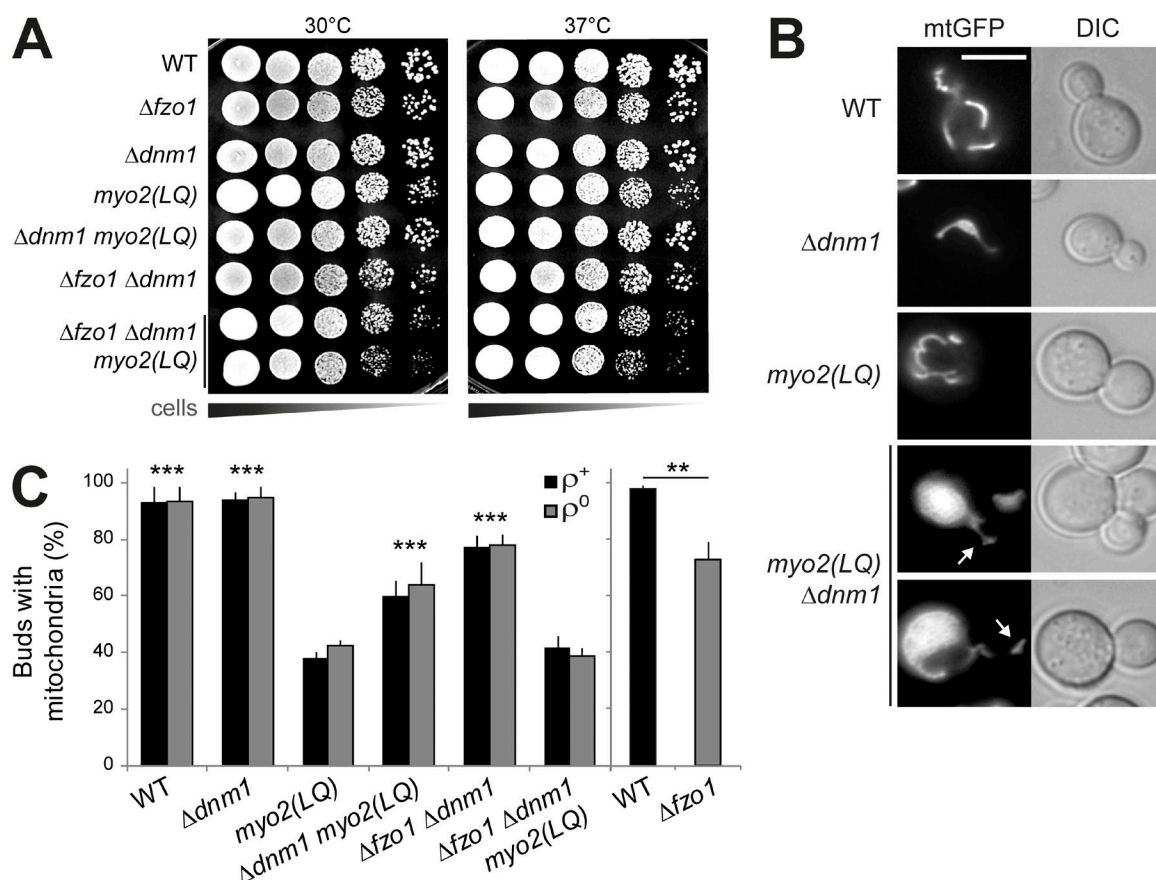 A
30°C
37°C
WT
Δfzo1
Δdnm1
myo2(LQ)
Δdnm1 myo2(LQ)
Δfzo1 Δdnm1
Δfzo1 Δdnm1
myo2(LQ)
cells
B
mtGFP
DIC
WT
Δdnm1
myo2(LQ)
myo2(LQ)
Δdnm1
C
Buds with
mitochondria (%)
100
80
60
40
20
0
***
***
***
***
**
ρ⁺
ρ⁰
WT
Δdnm1
myo2(LQ)
Δdnm1 myo2(LQ)
Δfzo1 Δdnm1
Δfzo1 Δdnm1
myo2(LQ)
WT
Δfzo1